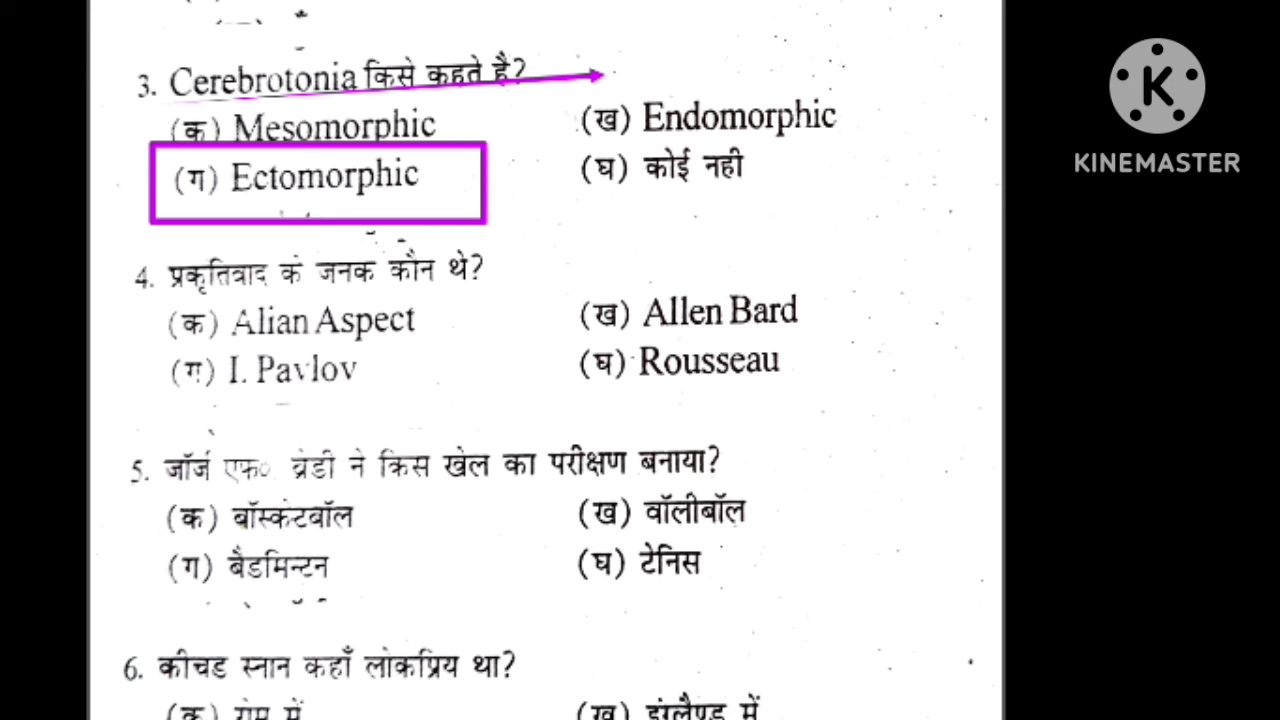 3. Cerebrotonia किसे कहते है?
(क) Mesomorphic (ख) Endomorphic
(ग) Ectomorphic (घ) कोई नही
4. प्रकृतिवाद के जनक कौन थे?
(क) Alian Aspect (ख) Allen Bard
(ग) I. Pavlov (घ) Rousseau
5. जॉर्ज एफ० ब्रेडी ने किस खेल का परीक्षण बनाया?
(क) बॉस्केटबॉल (ख) वॉलीबॉल
(ग) बैडमिन्टन (घ) टेनिस
6. कीचड स्नान कहाँ लोकप्रिय था?
(क) रोम में (ख) इंग्लैण्ड में
KINEMASTER